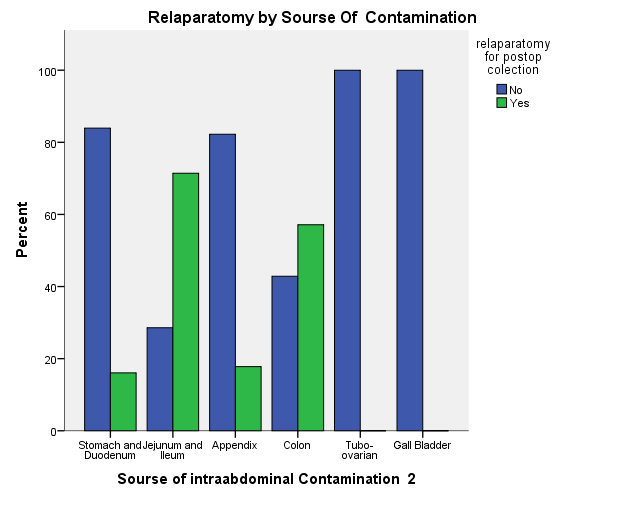 Relaparatomy by Sourse Of Contamination
relaparatomy
for postop
colection
No
Yes
Percent
100
80
60
40
20
0
Stomach and
Duodenum
Jejunum and
Ileum
Appendix
Colon
Tubo-
ovarian
Gall Bladder
Sourse of intraabdominal Contamination 2